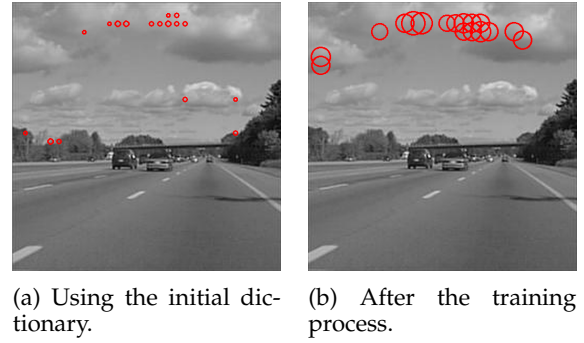 (a) Using the initial dic-
tionary.
(b) After the training
process.